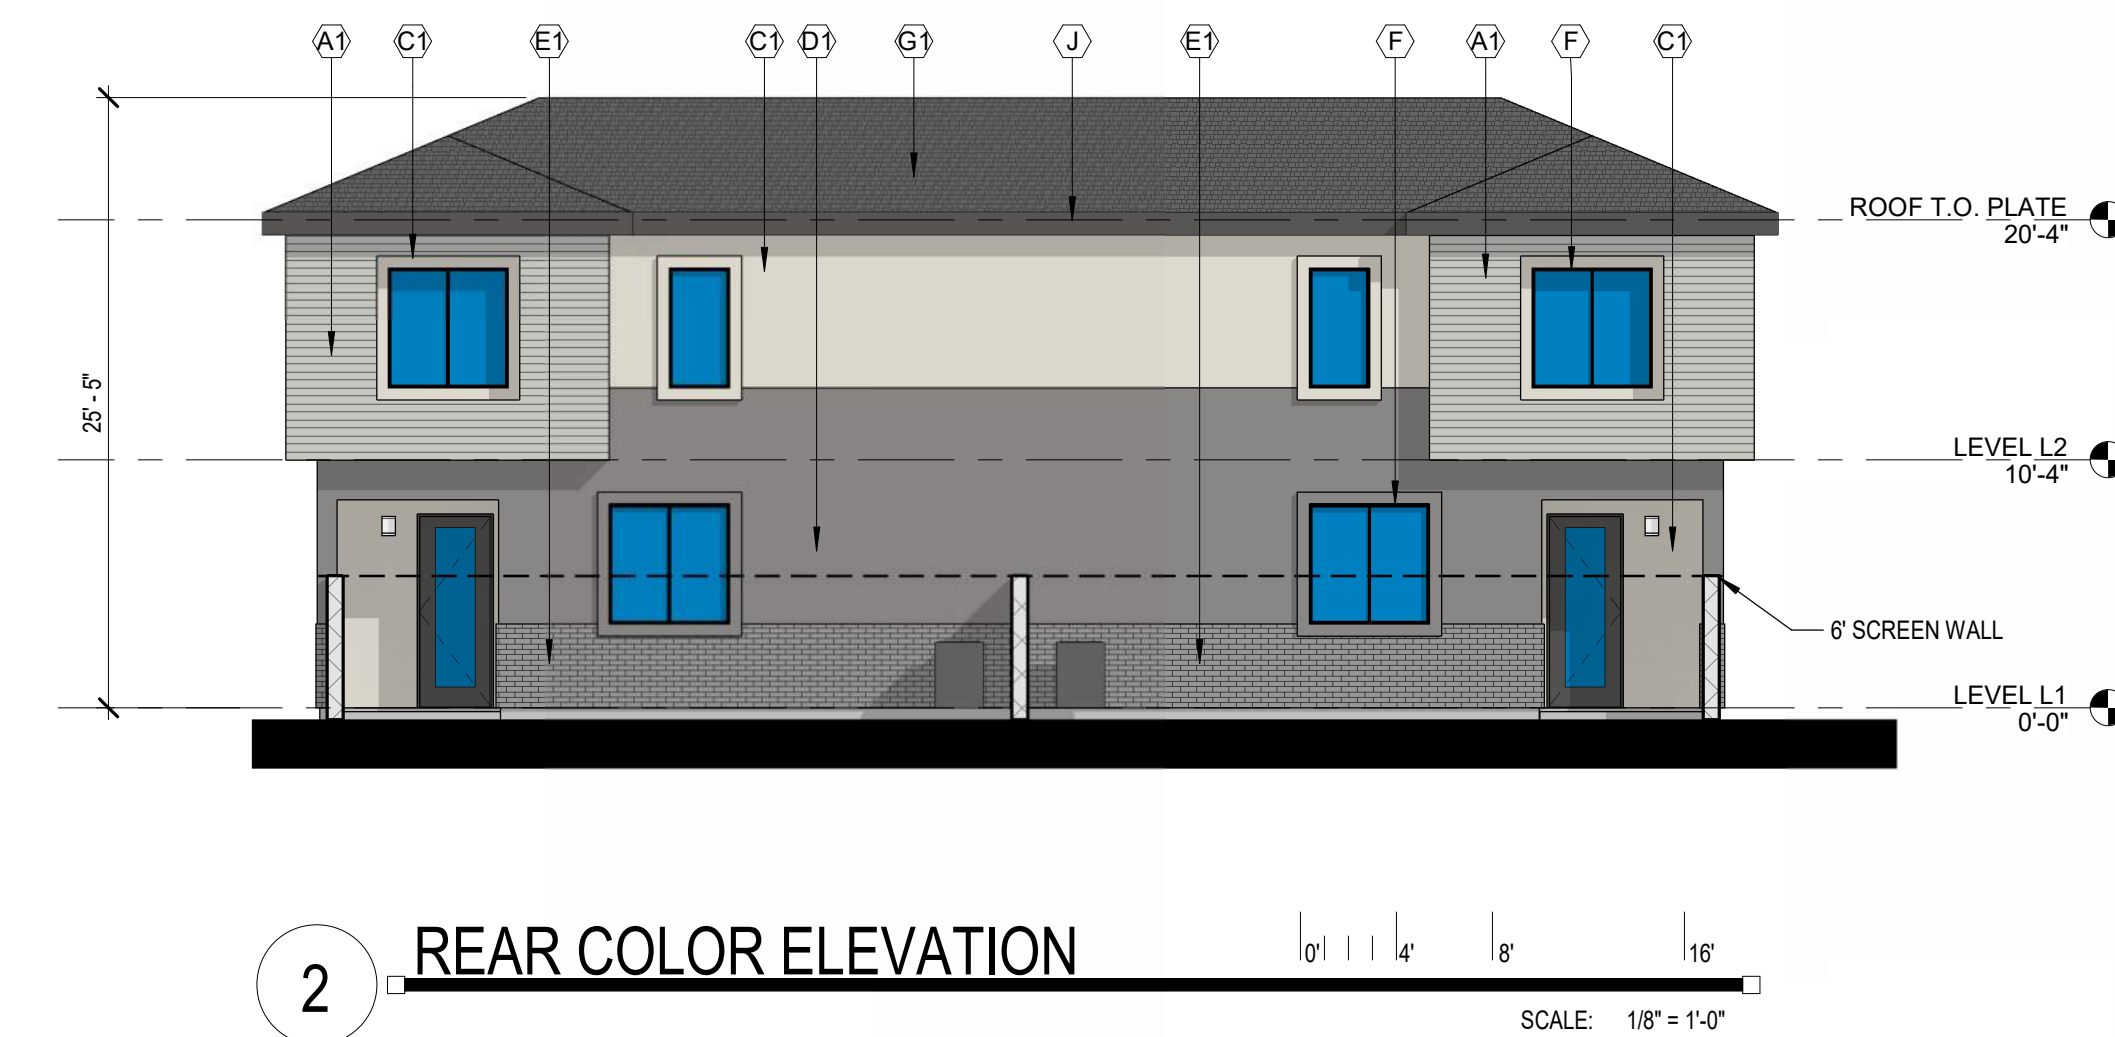 A1 C1 E1 C1 D1 G1 J E1 F A1 F C1
ROOF T.O. PLATE
20'-4"
25' - 5"
LEVEL L2
10'-4"
6' SCREEN WALL
LEVEL L1
0'-0"
2
REAR COLOR ELEVATION
0' 4' 8' 16'
SCALE: 1/8" = 1'-0"